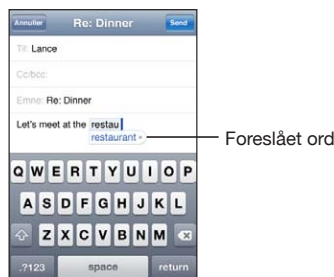 Annuller Re: Dinner Send
Til: Lance
Cc/bcc:
Emne: Re: Dinner
Let's meet at the restau
restaurant ×
Foreslået ord
Q W E R T Y U I O P
A S D F G H J K L
Z X C V B N M
.?123 space return